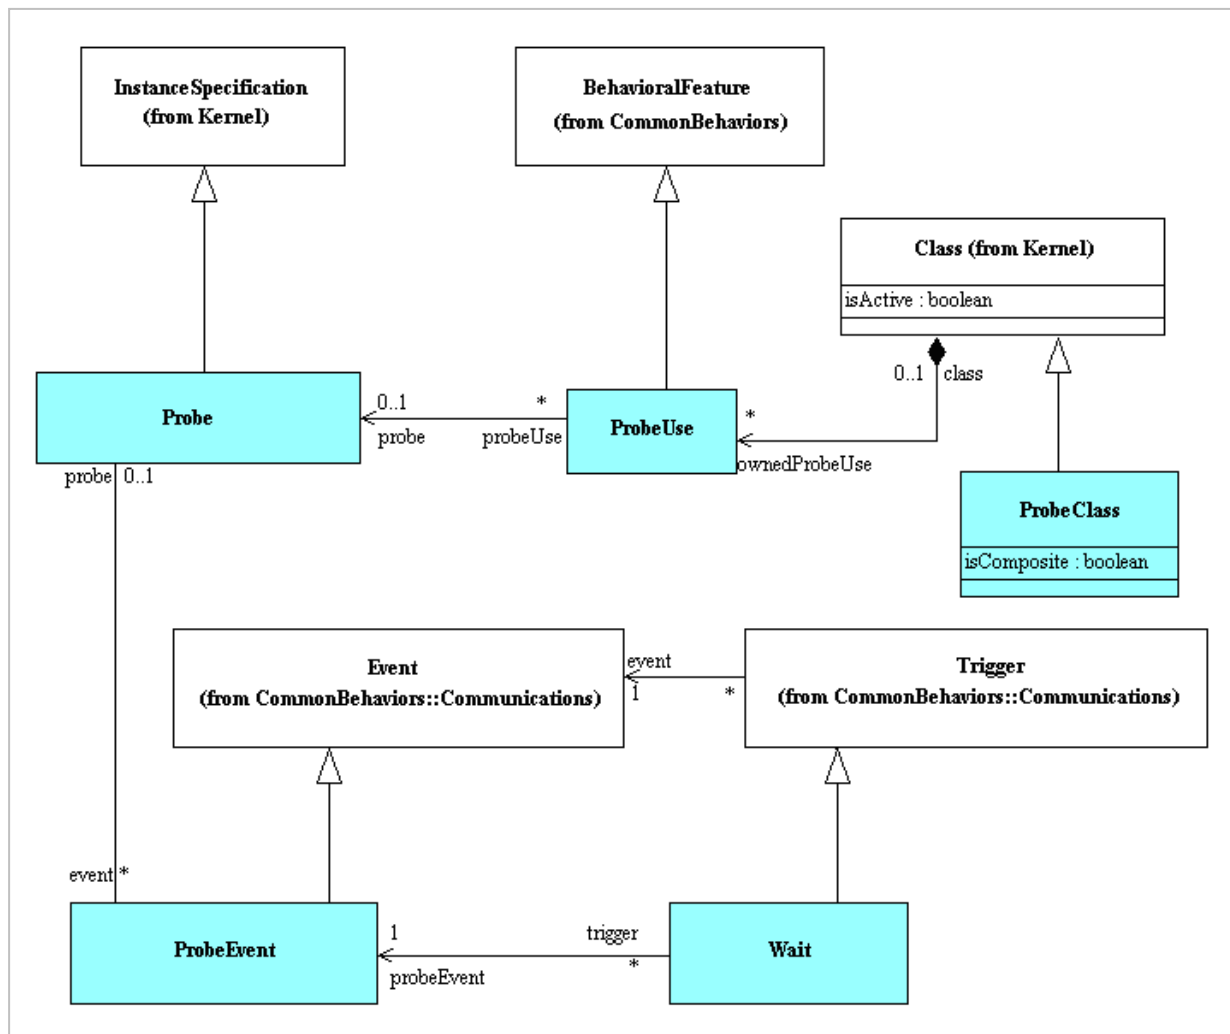 InstanceSpecification
(from Kernel)
BehavioralFeature
(from CommonBehaviors)
Class (from Kernel)
isActive : boolean
0..1 class
Probe
0..1
probe
*
probeUse
ProbeUse
*
ownedProbeUse
probe 0..1
ProbeClass
isComposite : boolean
Event
(from CommonBehaviors::Communications)
event
1
*
Trigger
(from CommonBehaviors::Communications)
event *
ProbeEvent
1
probeEvent
trigger
*
Wait